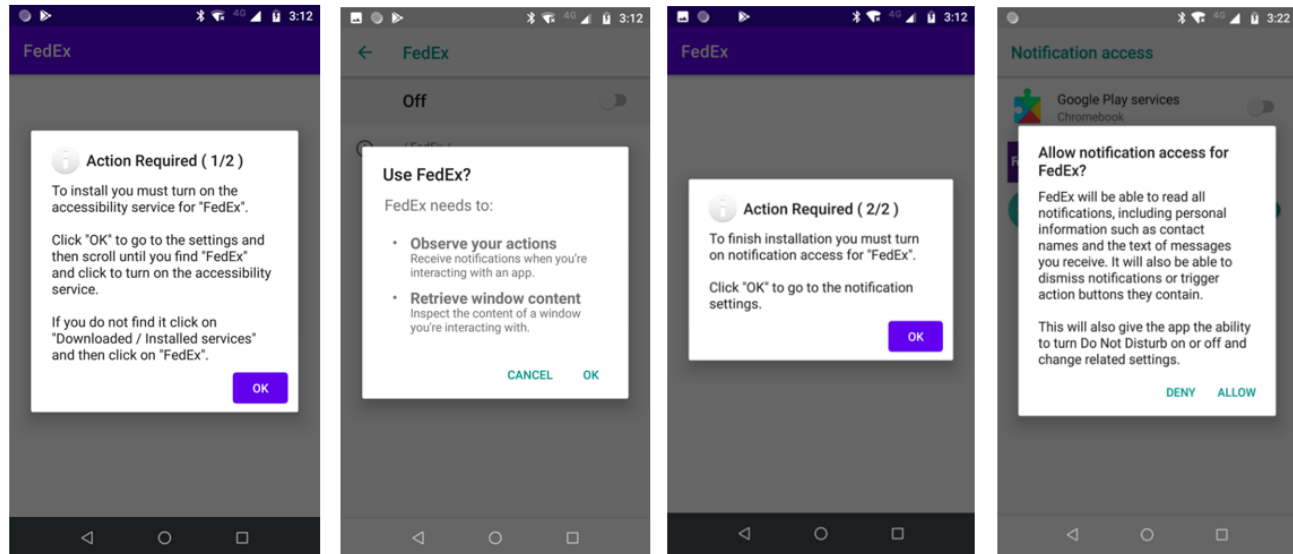 4G 3:12
FedEx
Action Required ( 1/2 )
To install you must turn on the
accessibility service for "FedEx".
Click "OK" to go to the settings and
then scroll until you find "FedEx"
and click to turn on the accessibility
service.
If you do not find it click on
"Downloaded / Installed services"
and then click on "FedEx".
OK
4G 3:12
FedEx
Off
Use FedEx?
FedEx needs to:
• Observe your actions
Receive notifications when you're
interacting with an app.
• Retrieve window content
Inspect the content of a window
you're interacting with.
CANCEL OK
4G 3:12
FedEx
Action Required ( 2/2 )
To finish installation you must turn
on notification access for "FedEx".
Click "OK" to go to the notification
settings.
OK
4G 3:22
Notification access
Google Play services
Chromebook
Allow notification access for
FedEx?
FedEx will be able to read all
notifications, including personal
information such as contact
names and the text of messages
you receive. It will also be able to
dismiss notifications or trigger
action buttons they contain.
This will also give the app the ability
to turn Do Not Disturb on or off and
change related settings.
DENY ALLOW